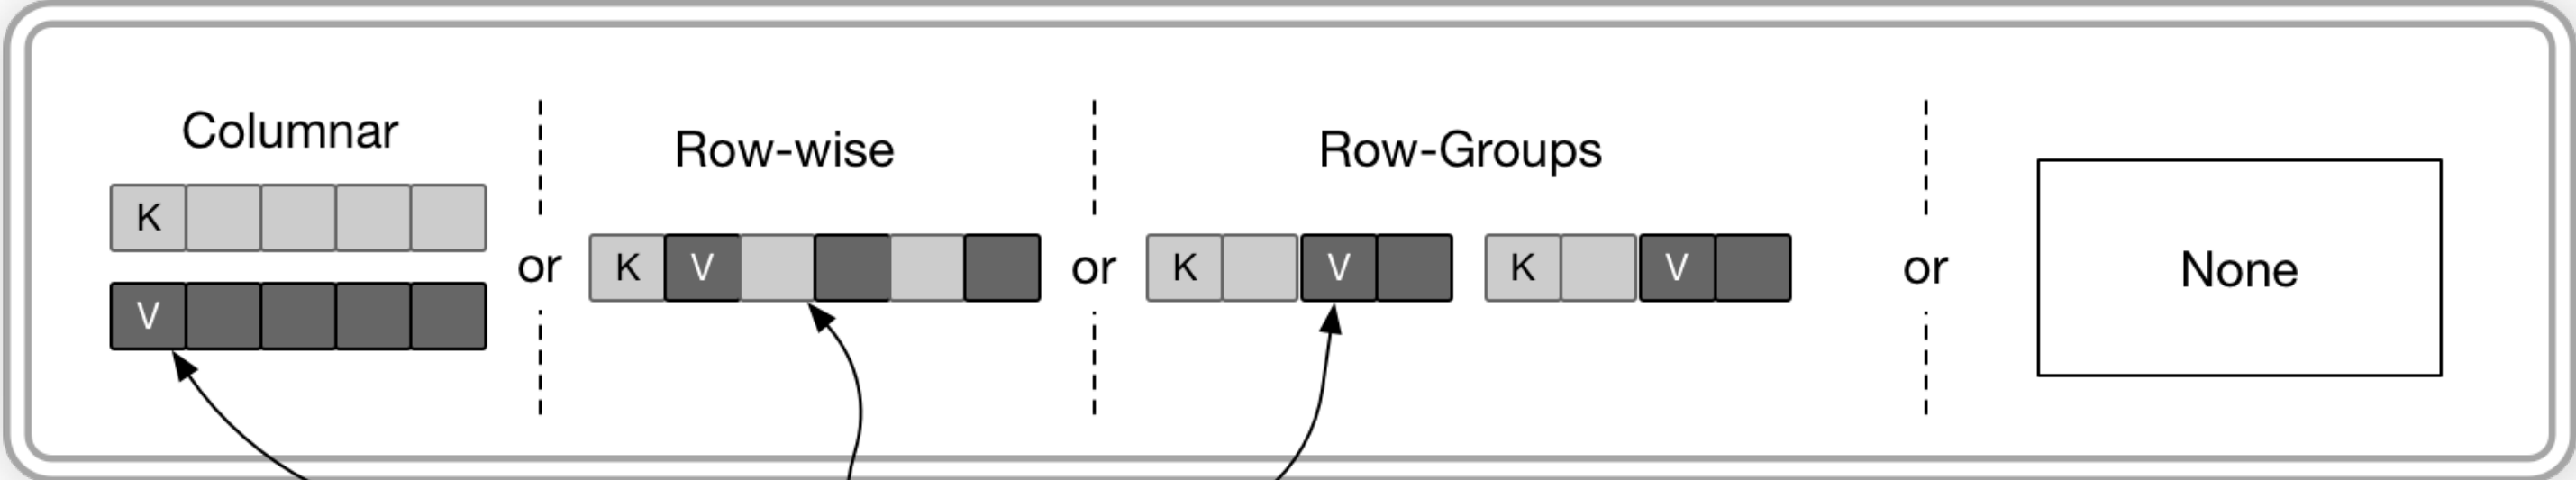 Columnar
K
V
or
Row-wise
K V
or
Row-Groups
K V K V
or
None